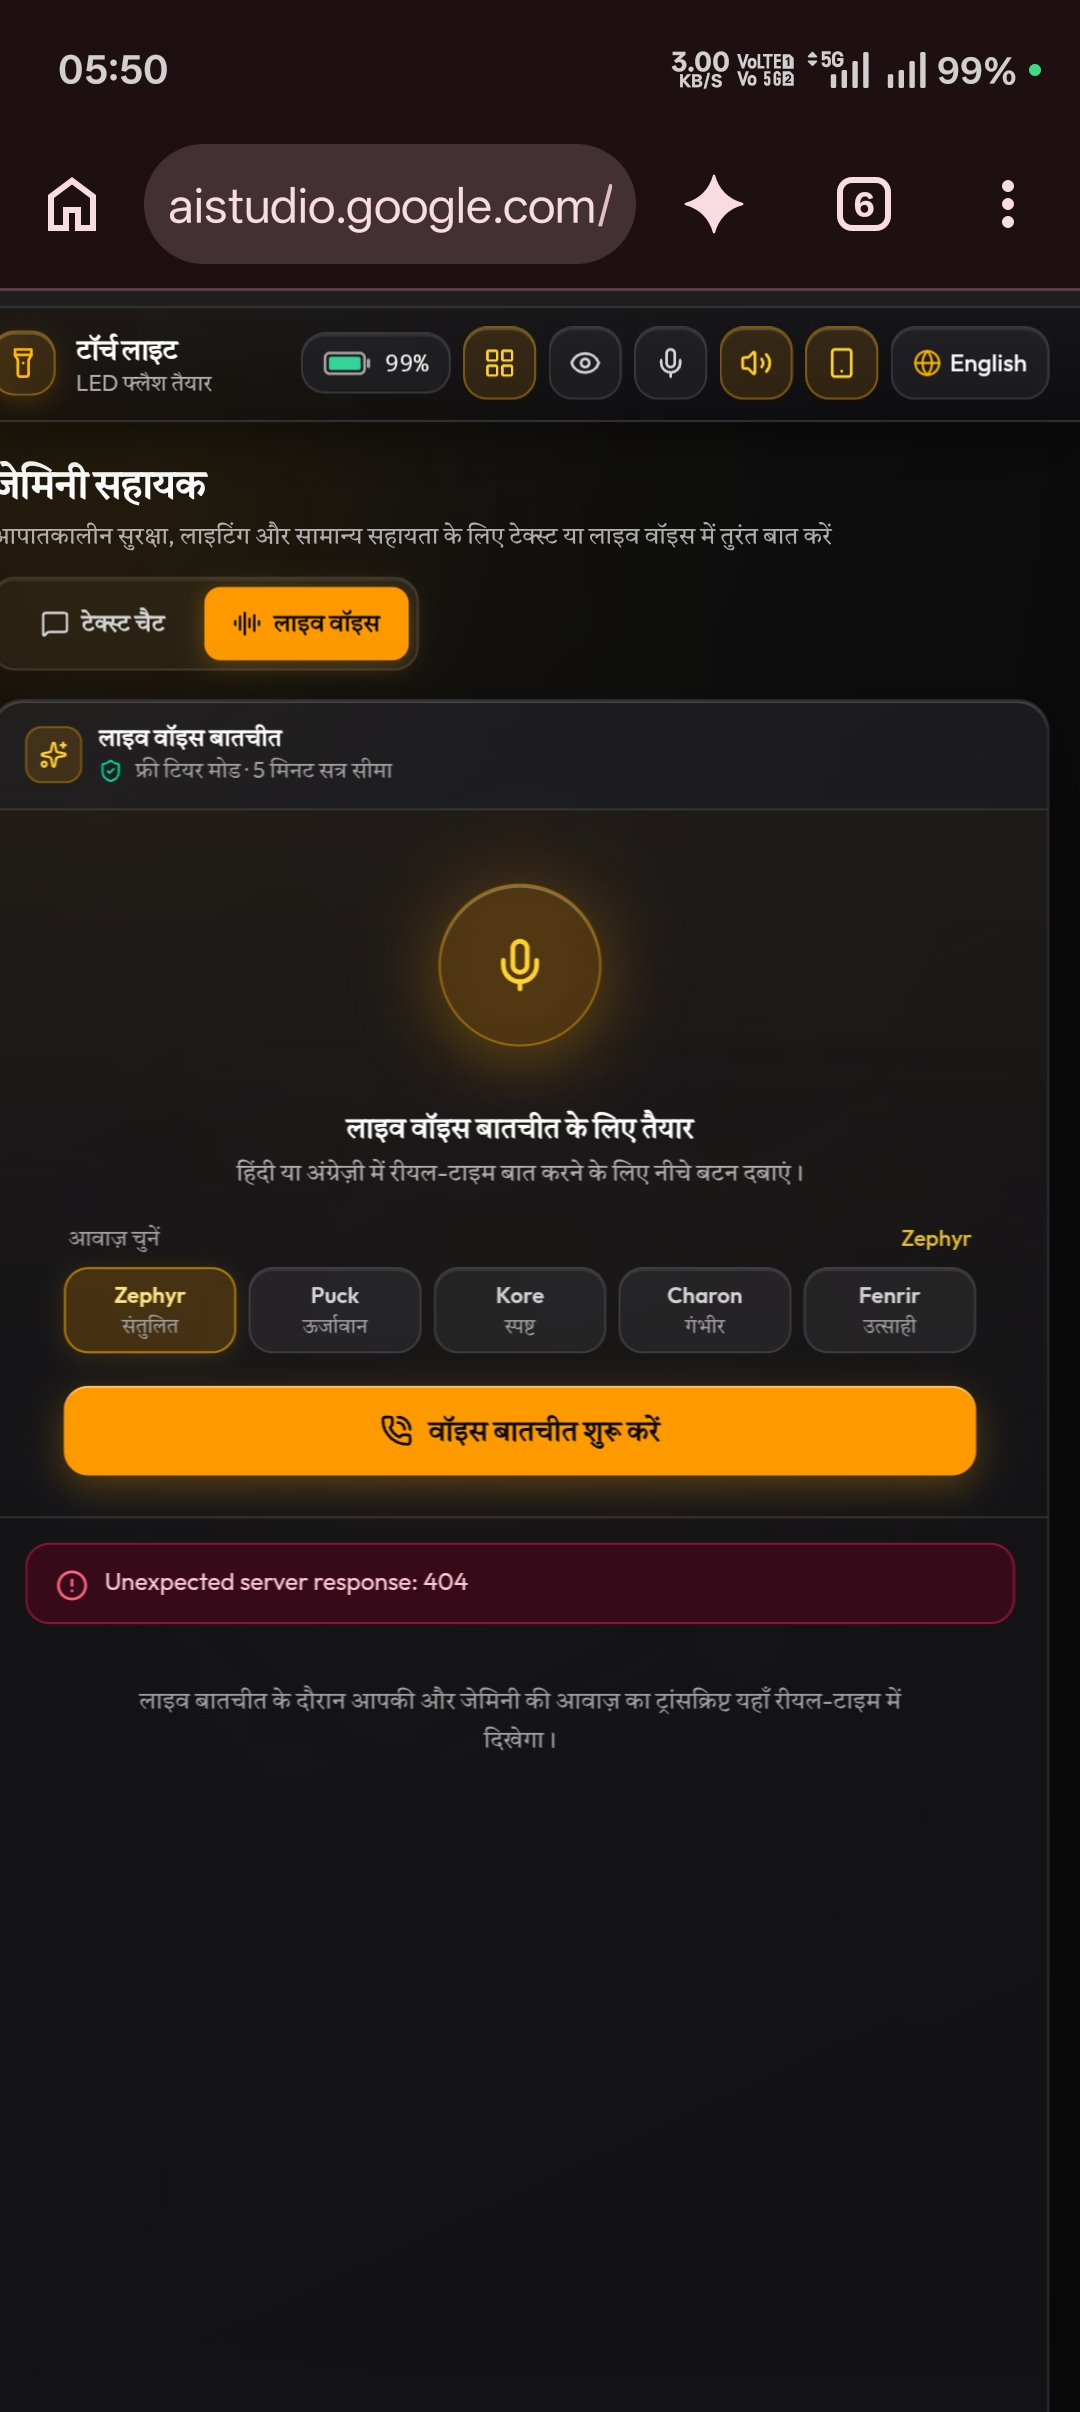 05:50
3.00 KB/S VoLTE1 Vo 5G2 5G 99%
aistudio.google.com/
6
टॉर्च लाइट
LED फ्लैश तैयार
99%
English
जेमिनी सहायक
आपातकालीन सुरक्षा, लाइटिंग और सामान्य सहायता के लिए टेक्स्ट या लाइव वॉइस में तुरंत बात करें
टेक्स्ट चैट
लाइव वॉइस
लाइव वॉइस बातचीत
फ्री टियर मोड · 5 मिनट सत्र सीमा
लाइव वॉइस बातचीत के लिए तैयार
हिंदी या अंग्रेज़ी में रीयल-टाइम बात करने के लिए नीचे बटन दबाएं।
आवाज़ चुनें
Zephyr
Zephyr
संतुलित
Puck
ऊर्जावान
Kore
स्पष्ट
Charon
गंभीर
Fenrir
उत्साही
वॉइस बातचीत शुरू करें
Unexpected server response: 404
लाइव बातचीत के दौरान आपकी और जेमिनी की आवाज़ का ट्रांसक्रिप्ट यहाँ रीयल-टाइम में
दिखेगा।